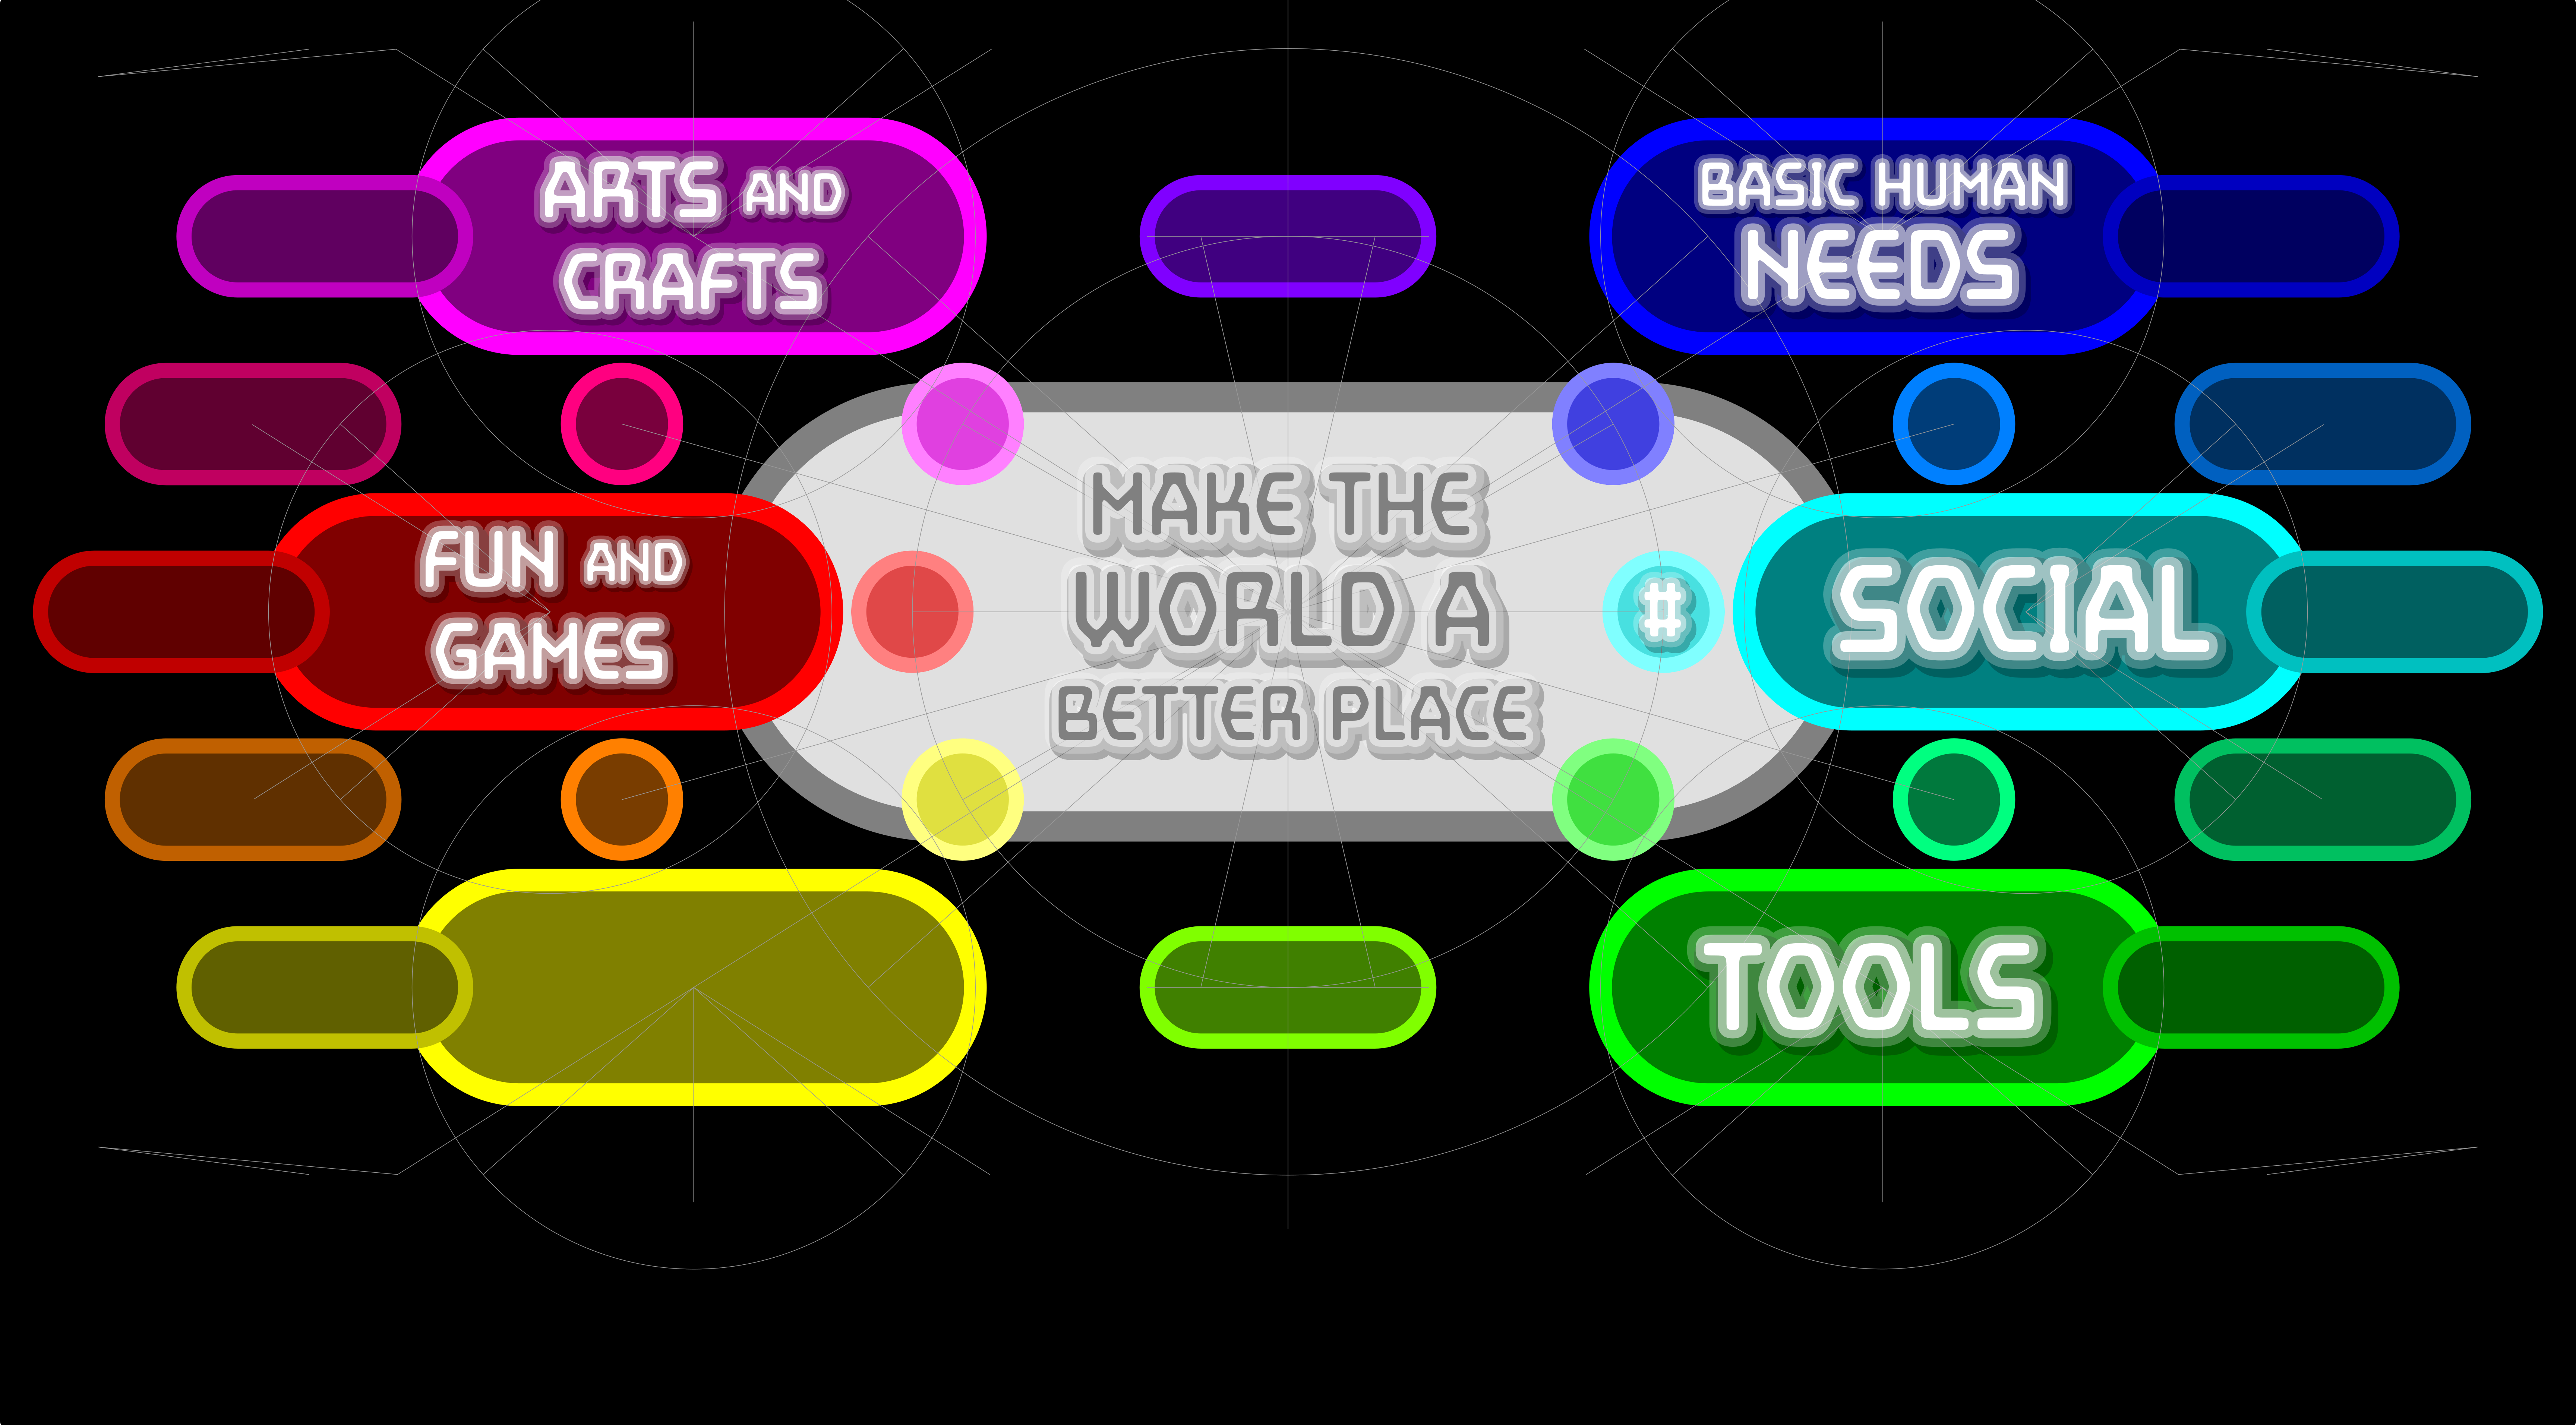 ARTS AND
CRAFTS
BASIC HUMAN
NEEDS
MAKE THE
WORLD A
BETTER PLACE
FUN AND
GAMES
#
SOCIAL
TOOLS